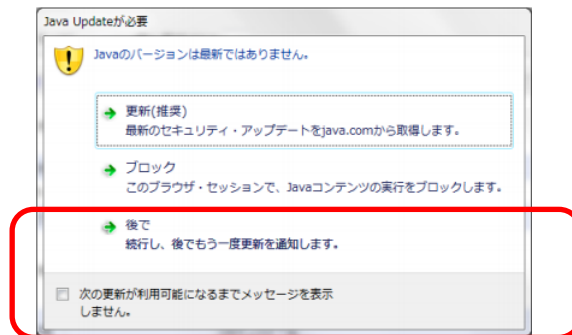 Java Updateが必要
Javaのバージョンは最新ではありません。
更新(推奨)
最新のセキュリティ・アップデートをjava.comから取得します。
ブロック
このブラウザ・セッションで、Javaコンテンツの実行をブロックします。
後で
続行し、後でもう一度更新を通知します。
次の更新が利用可能になるまでメッセージを表示
しません。